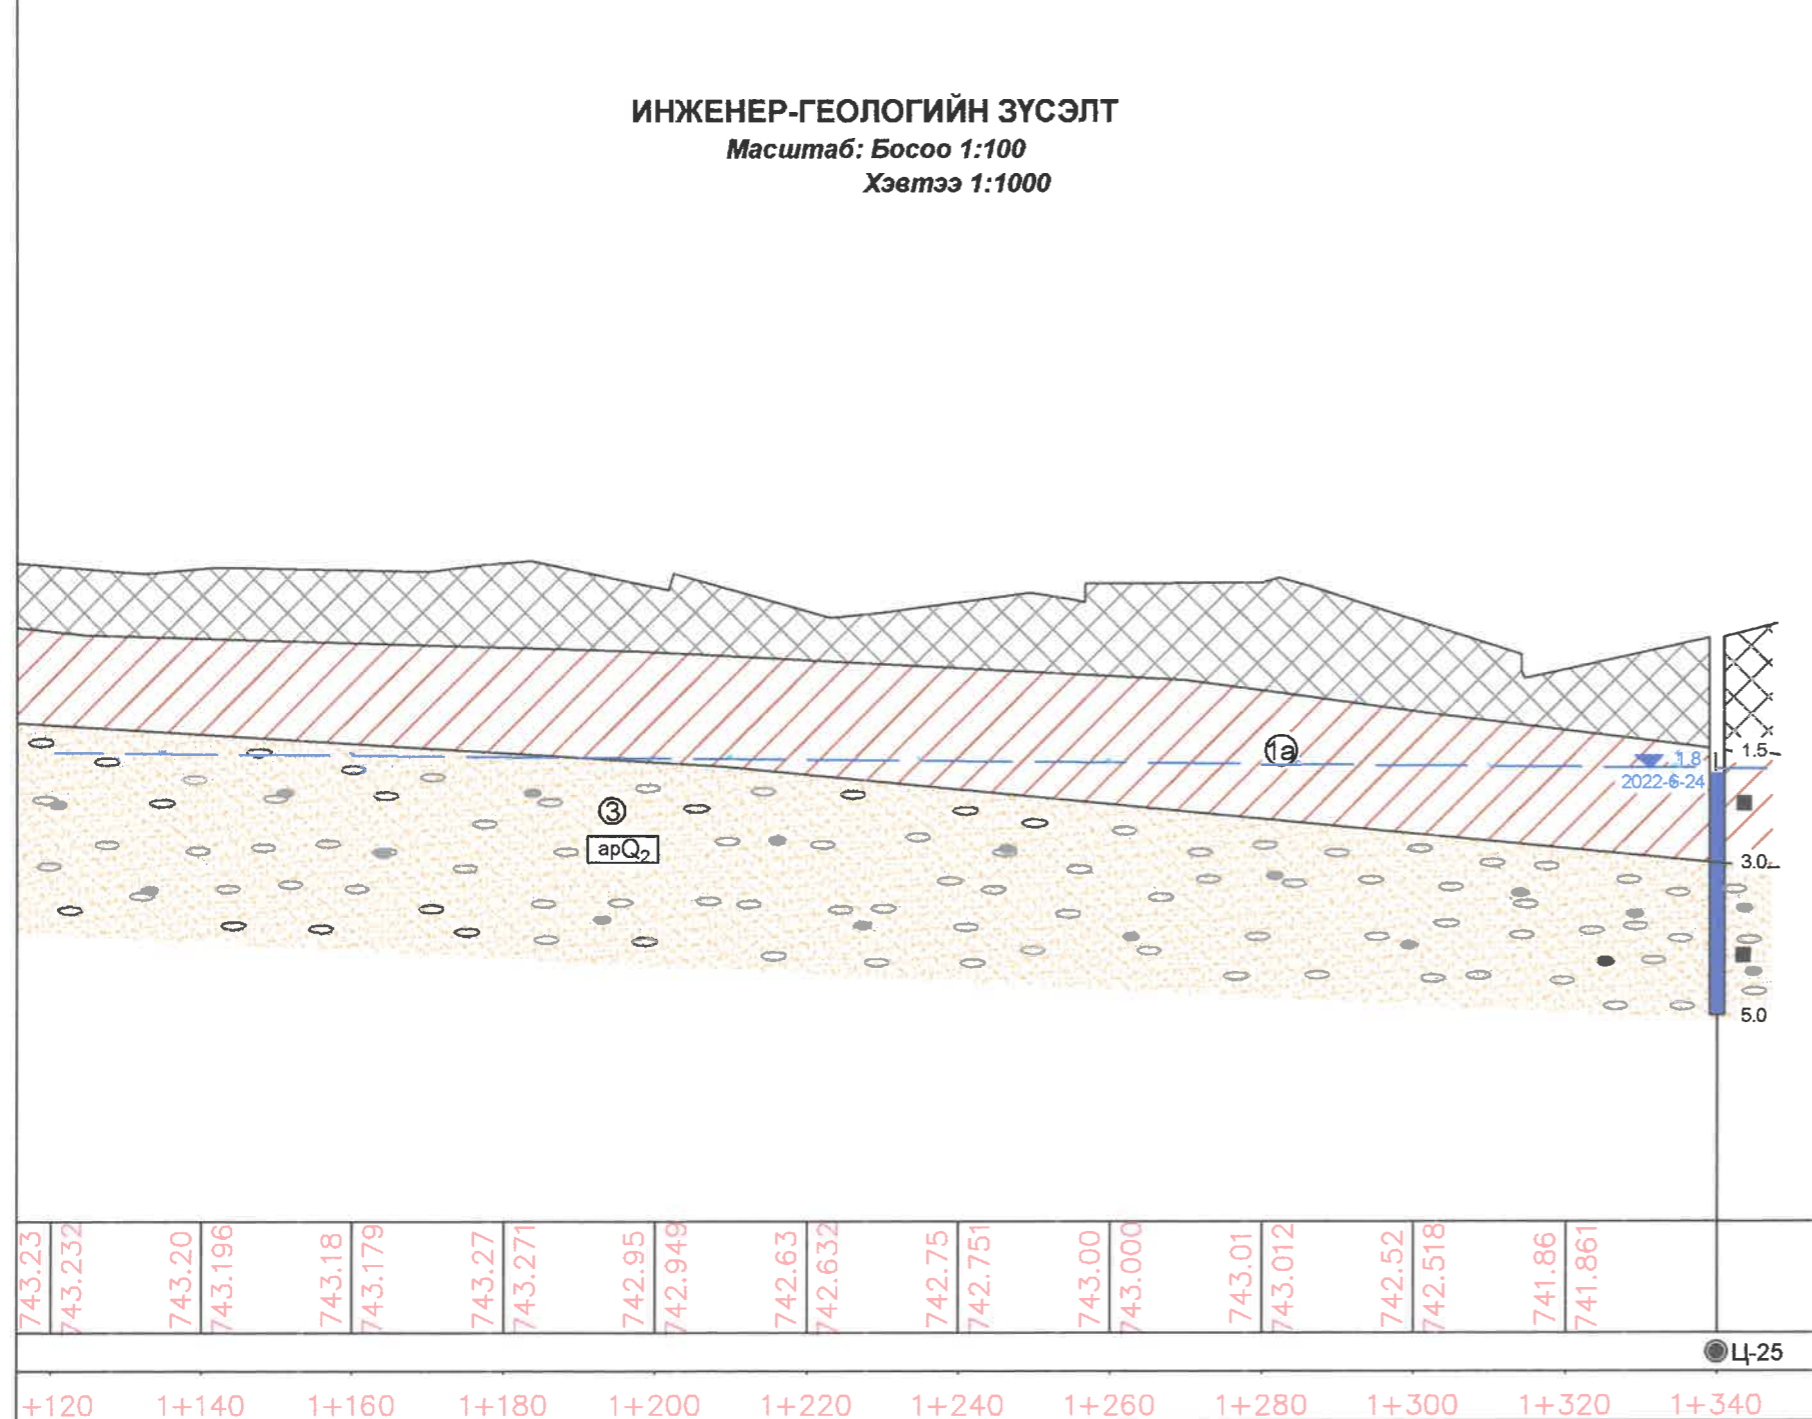 ИНЖЕНЕР-ГЕОЛОГИЙН ЗҮСЭЛТ
Масштаб: Босоо 1:100
Хэвтээ 1:1000
1а
1.5
1.8
2022-6-24
3
apQ2
3.0
5.0
743.23 743.232 743.20 743.196 743.18 743.179 743.27 743.271 742.95 742.949 742.63 742.632 742.75 742.751 743.00 743.000 743.01 743.012 742.52 742.518 741.86 741.861
Ц-25
+120 1+140 1+160 1+180 1+200 1+220 1+240 1+260 1+280 1+300 1+320 1+340